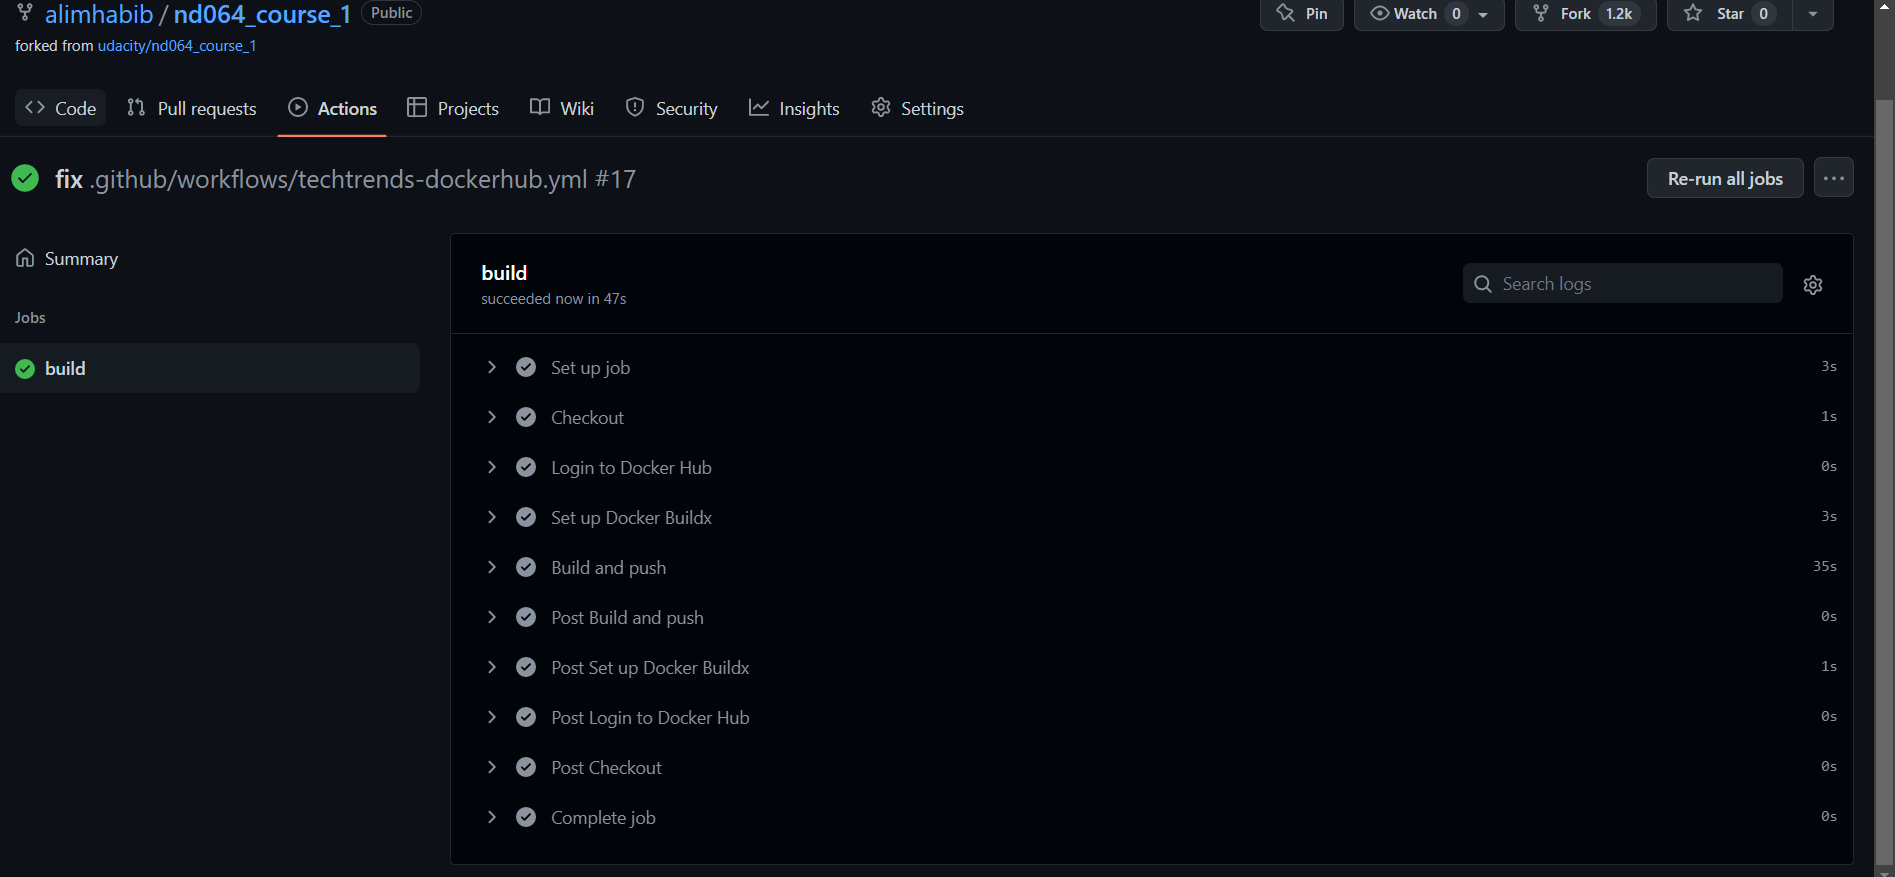 alimhabib / nd064_course_1 Public Pin Watch 0 Fork 1.2k Star 0
forked from udacity/nd064_course_1
Code Pull requests Actions Projects Wiki Security Insights Settings
fix .github/workflows/techtrends-dockerhub.yml #17 Re-run all jobs
Summary
Jobs
build
build
succeeded now in 47s
Search logs
Set up job 3s
Checkout 1s
Login to Docker Hub 0s
Set up Docker Buildx 3s
Build and push 35s
Post Build and push 0s
Post Set up Docker Buildx 1s
Post Login to Docker Hub 0s
Post Checkout 0s
Complete job 0s